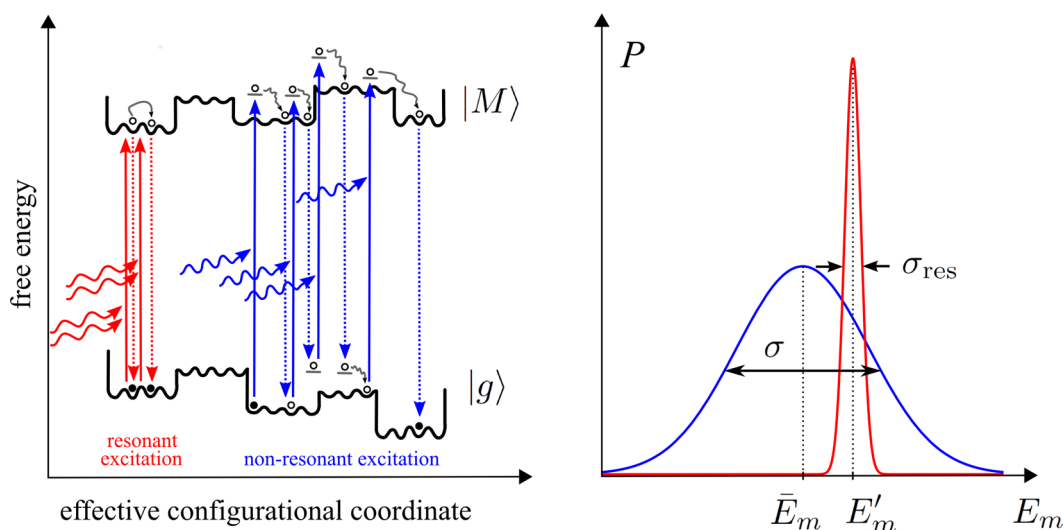 free energy
|M⟩
|g⟩
resonant
excitation
non-resonant excitation
effective configurational coordinate
P
σ_res
σ
Ē_m
E′_m
E_m